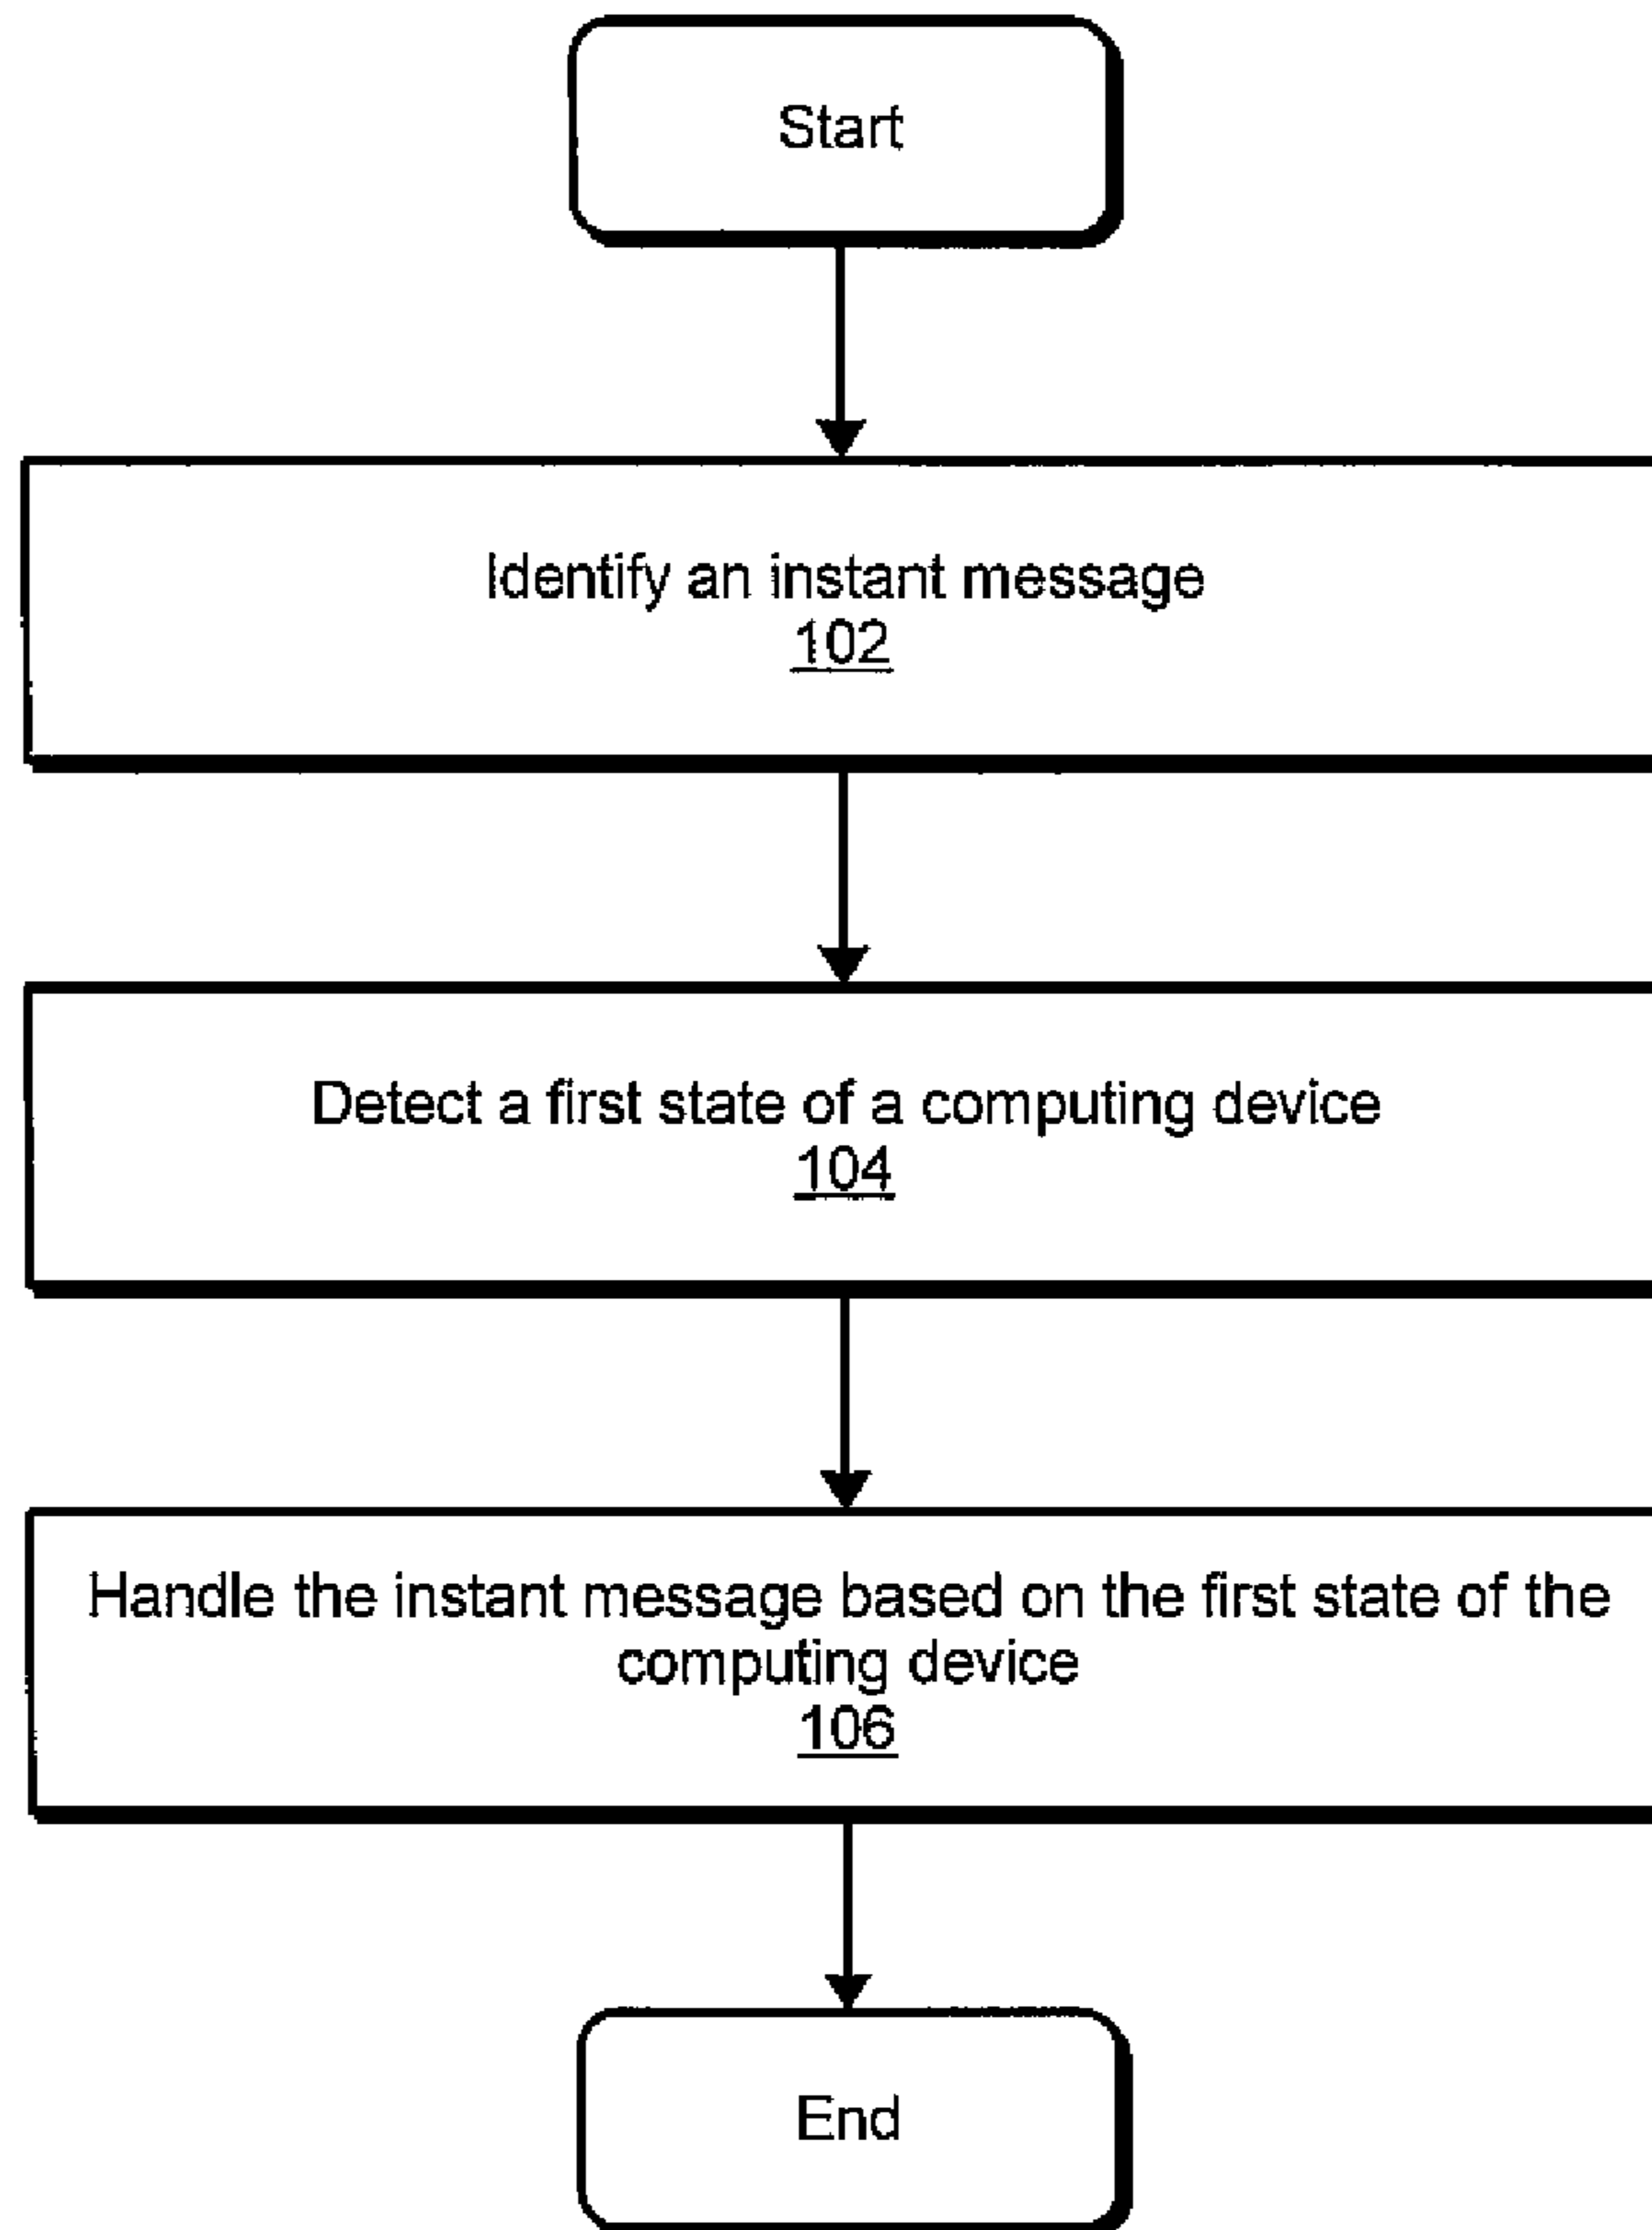 Start
Identify an instant message
102
Detect a first state of a computing device
104
Handle the instant message based on the first state of the
computing device
106
End